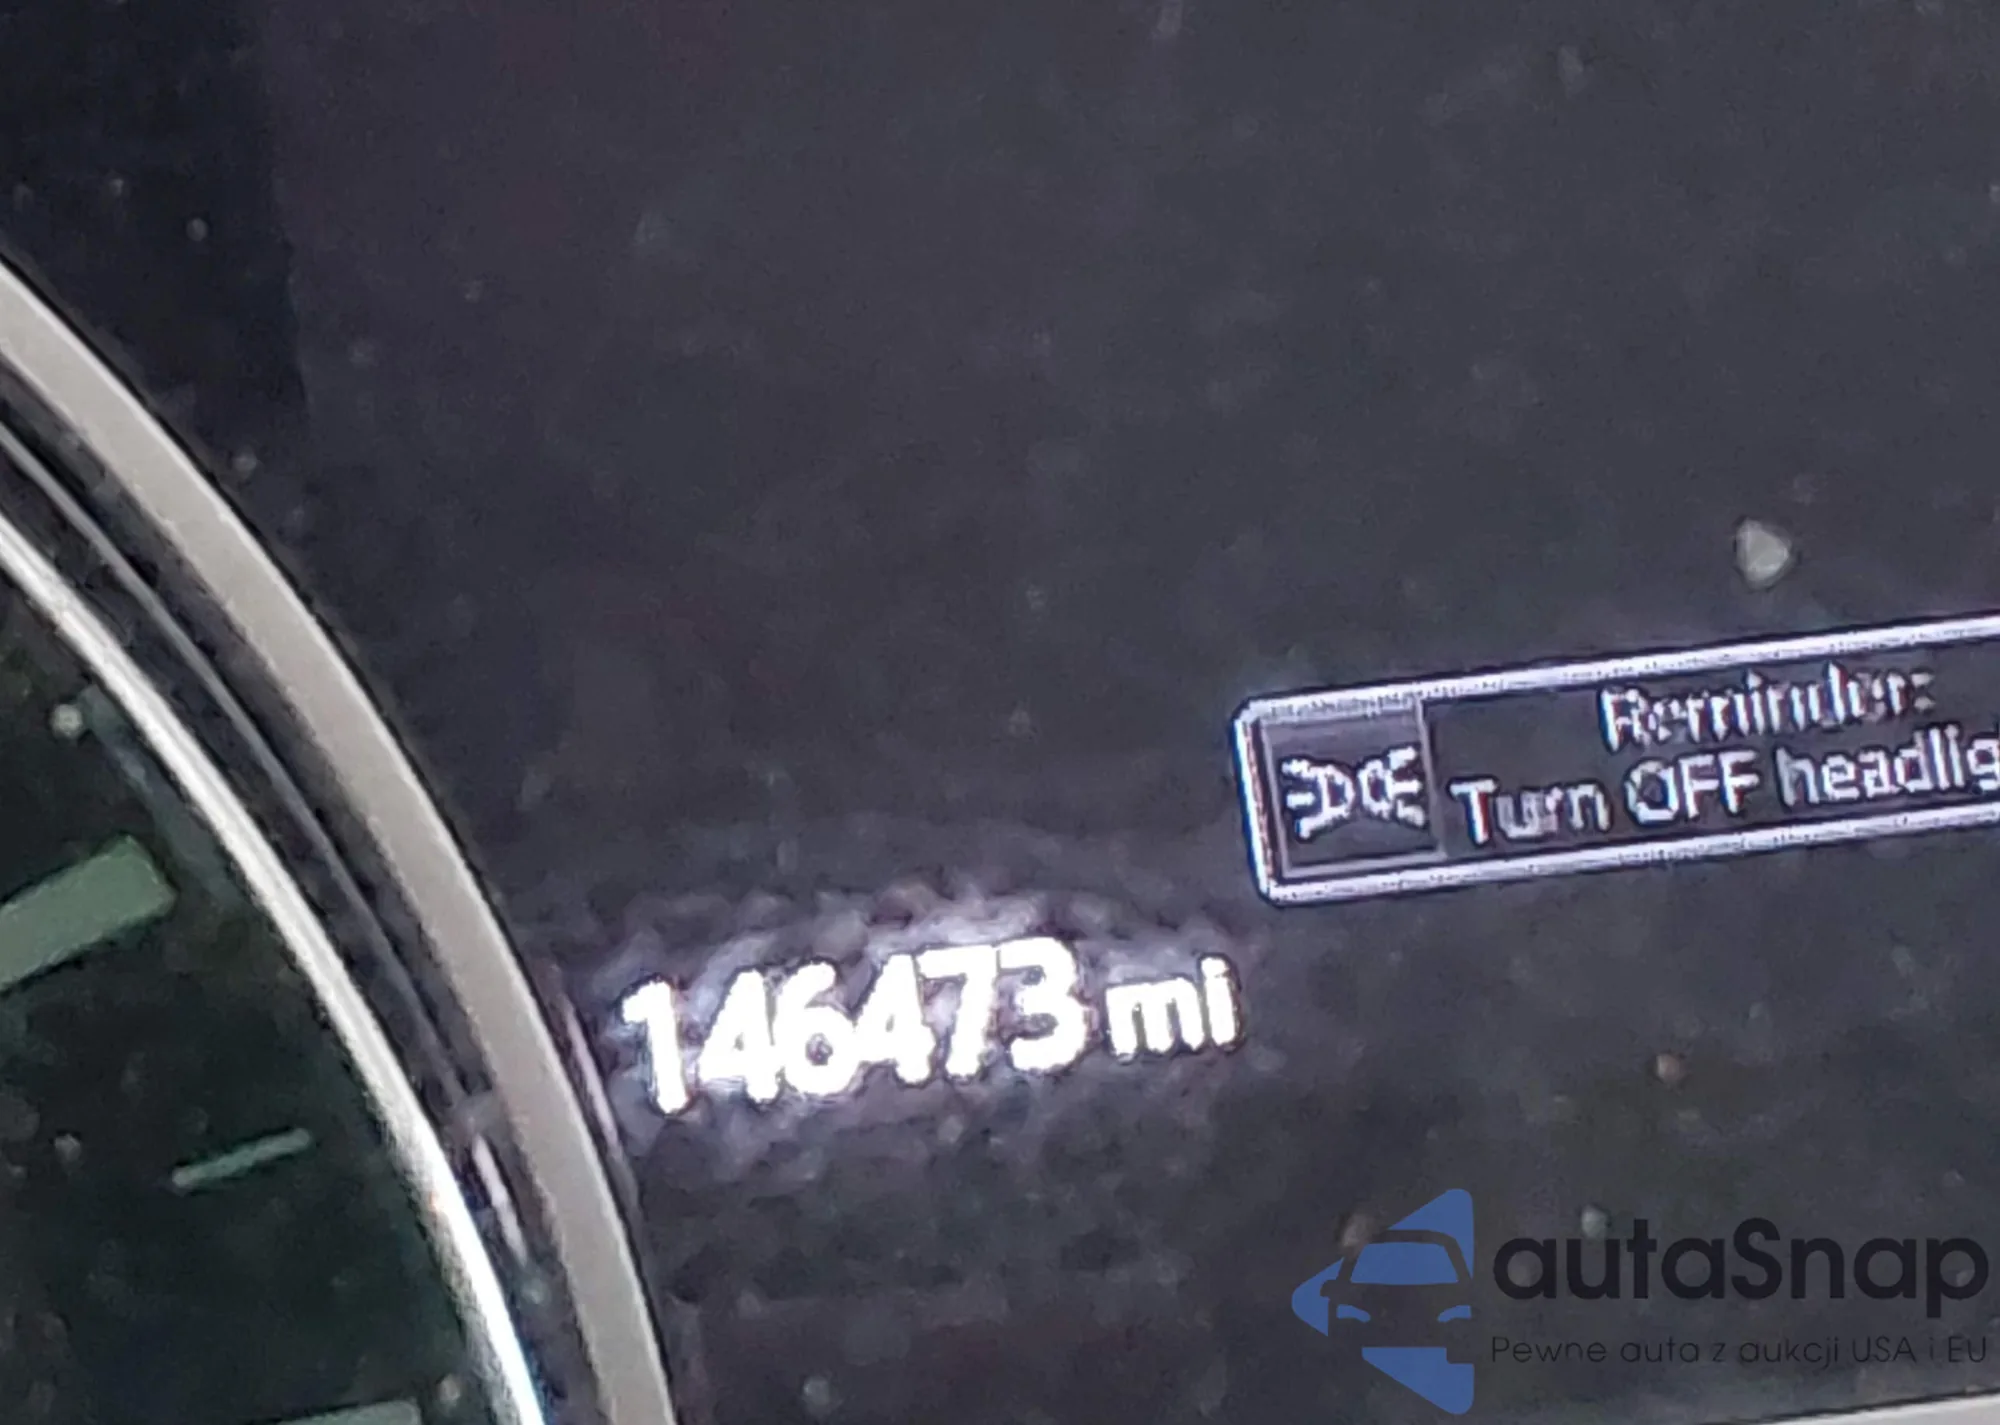 Reminder:
Turn OFF headlig
146473 mi
autaSnap
Pewne auta z aukcji USA i EU